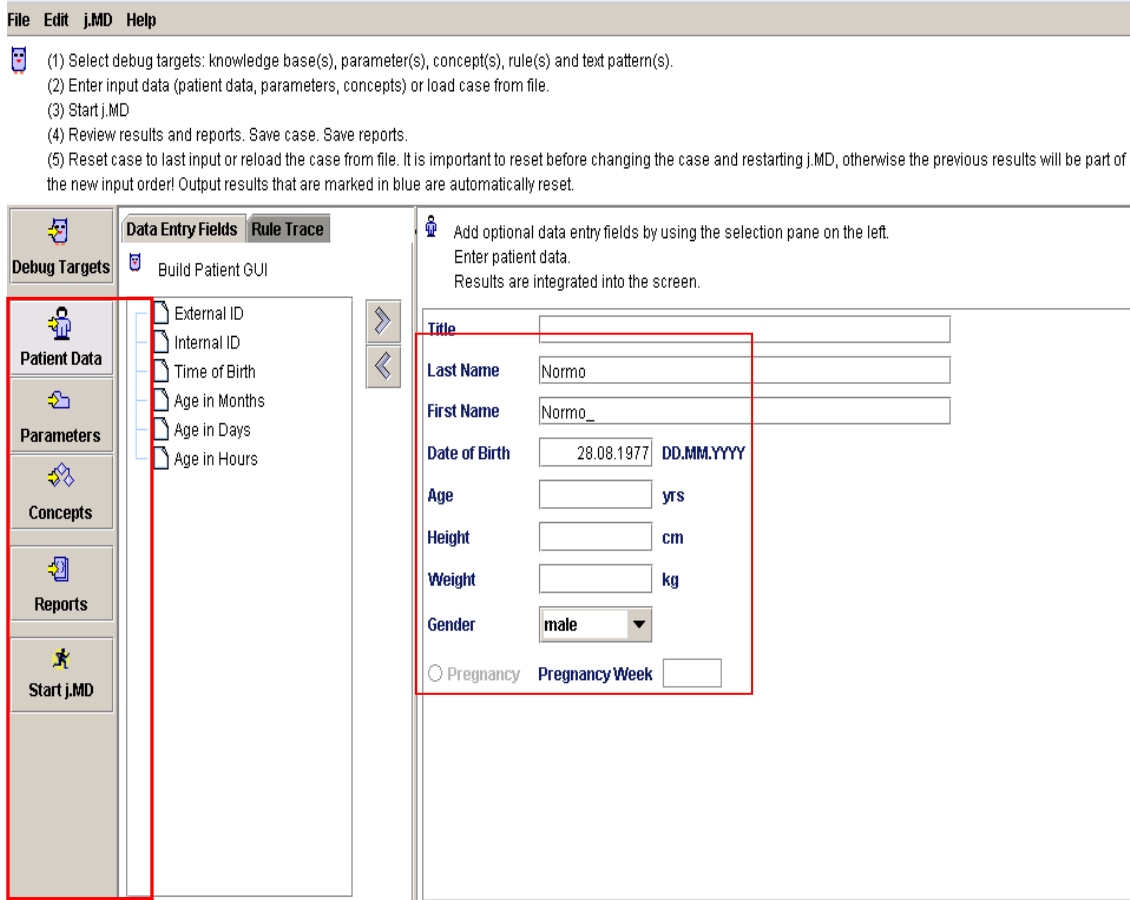 File Edit j.MD Help
(1) Select debug targets: knowledge base(s), parameter(s), concept(s), rule(s) and text pattern(s).
(2) Enter input data (patient data, parameters, concepts) or load case from file.
(3) Start j.MD
(4) Review results and reports. Save case. Save reports.
(5) Reset case to last input or reload the case from file. It is important to reset before changing the case and restarting j.MD, otherwise the previous results will be part of
the new input order! Output results that are marked in blue are automatically reset.
Debug Targets
Patient Data
Parameters
Concepts
Reports
Start j.MD
Data Entry Fields Rule Trace
Build Patient GUI
External ID
Internal ID
Time of Birth
Age in Months
Age in Days
Age in Hours
Add optional data entry fields by using the selection pane on the left.
Enter patient data.
Results are integrated into the screen.
Title
Last Name Normo
First Name Normo_
Date of Birth 28.08.1977 DD.MM.YYYY
Age yrs
Height cm
Weight kg
Gender male
Pregnancy Pregnancy Week